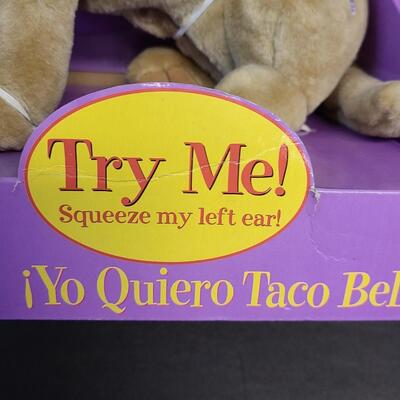 Try Me!
Squeeze my left ear!
¡Yo Quiero Taco Bel